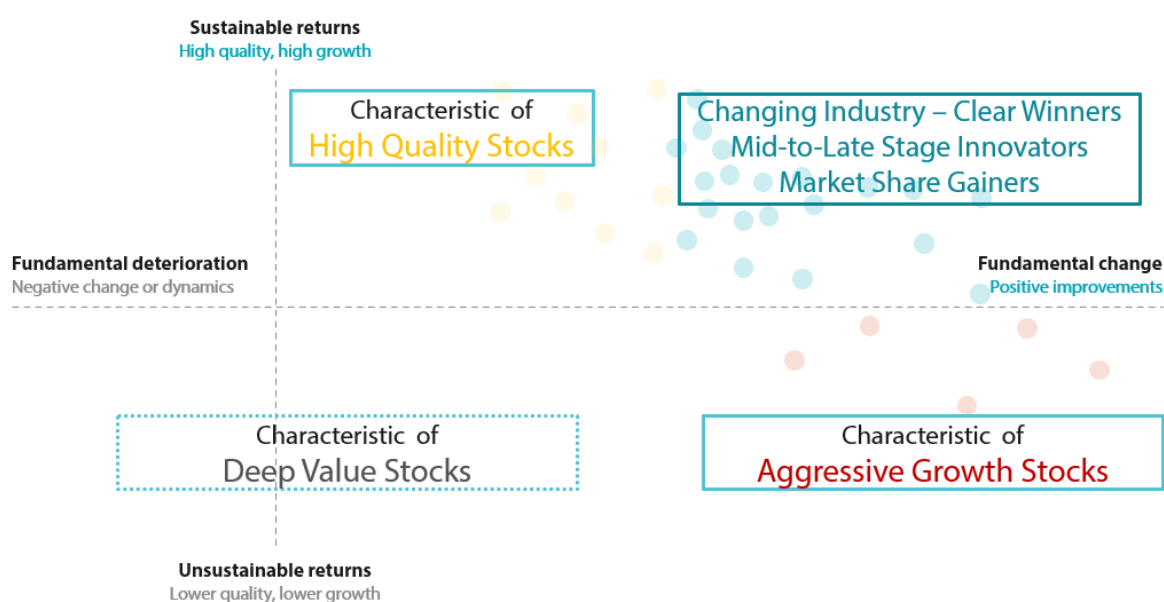 Sustainable returns
High quality, high growth
Characteristic of
High Quality Stocks
Changing Industry – Clear Winners
Mid-to-Late Stage Innovators
Market Share Gainers
Fundamental deterioration
Negative change or dynamics
Fundamental change
Positive improvements
Characteristic of
Deep Value Stocks
Characteristic of
Aggressive Growth Stocks
Unsustainable returns
Lower quality, lower growth